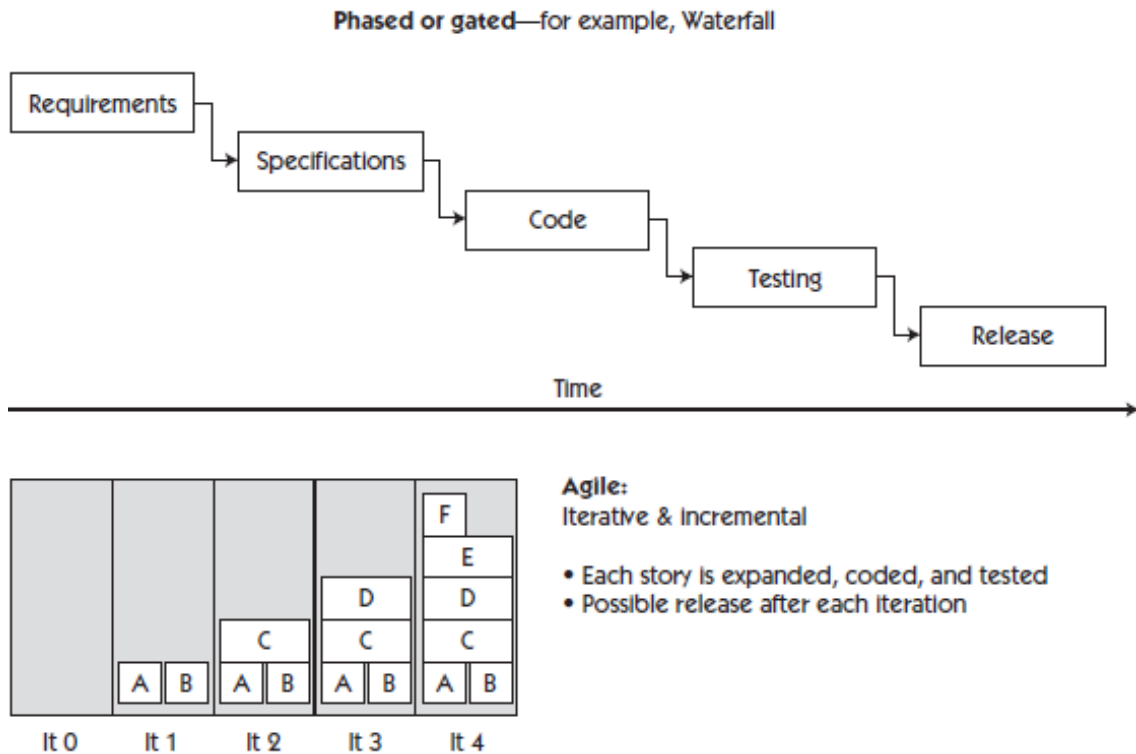 Phased or gated—for example, Waterfall
Requirements
Specifications
Code
Testing
Release
Time
Agile:
Iterative & incremental
• Each story is expanded, coded, and tested
• Possible release after each iteration
F
E
D
D
C
C
C
A B
A B
A B
A B
It 0
It 1
It 2
It 3
It 4